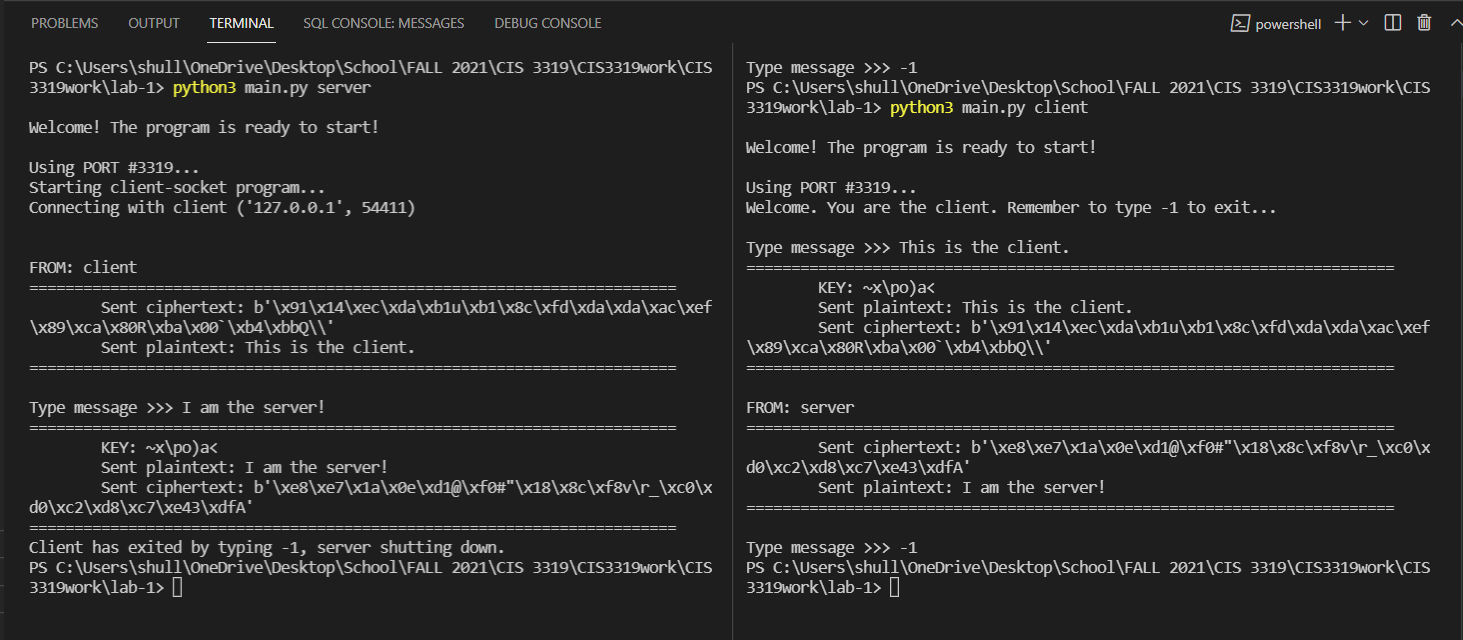 PROBLEMS OUTPUT TERMINAL SQL CONSOLE: MESSAGES DEBUG CONSOLE
powershell
PS C:\Users\shull\OneDrive\Desktop\School\FALL 2021\CIS 3319\CIS3319work\CIS
3319work\lab-1> python3 main.py server
Welcome! The program is ready to start!
Using PORT #3319...
Starting client-socket program...
Connecting with client ('127.0.0.1', 54411)
FROM: client
========================================================================
Sent ciphertext: b'\x91\x14\xec\xda\xb1u\xb1\x8c\xfd\xda\xda\xac\xef
\x89\xca\x80R\xba\x00`\xb4\xbbQ\\'
Sent plaintext: This is the client.
========================================================================
Type message >>> I am the server!
========================================================================
KEY: ~x\po)a<
Sent plaintext: I am the server!
Sent ciphertext: b'\xe8\xe7\x1a\x0e\xd1@\xf0#"\x18\x8c\xf8v\r_\xc0\x
d0\xc2\xd8\xc7\xe43\xdfA'
========================================================================
Client has exited by typing -1, server shutting down.
PS C:\Users\shull\OneDrive\Desktop\School\FALL 2021\CIS 3319\CIS3319work\CIS
3319work\lab-1>
Type message >>> -1
PS C:\Users\shull\OneDrive\Desktop\School\FALL 2021\CIS 3319\CIS3319work\CIS
3319work\lab-1> python3 main.py client
Welcome! The program is ready to start!
Using PORT #3319...
Welcome. You are the client. Remember to type -1 to exit...
Type message >>> This is the client.
========================================================================
KEY: ~x\po)a<
Sent plaintext: This is the client.
Sent ciphertext: b'\x91\x14\xec\xda\xb1u\xb1\x8c\xfd\xda\xda\xac\xef
\x89\xca\x80R\xba\x00`\xb4\xbbQ\\'
========================================================================
FROM: server
========================================================================
Sent ciphertext: b'\xe8\xe7\x1a\x0e\xd1@\xf0#"\x18\x8c\xf8v\r_\xc0\x
d0\xc2\xd8\xc7\xe43\xdfA'
Sent plaintext: I am the server!
========================================================================
Type message >>> -1
PS C:\Users\shull\OneDrive\Desktop\School\FALL 2021\CIS 3319\CIS3319work\CIS
3319work\lab-1>